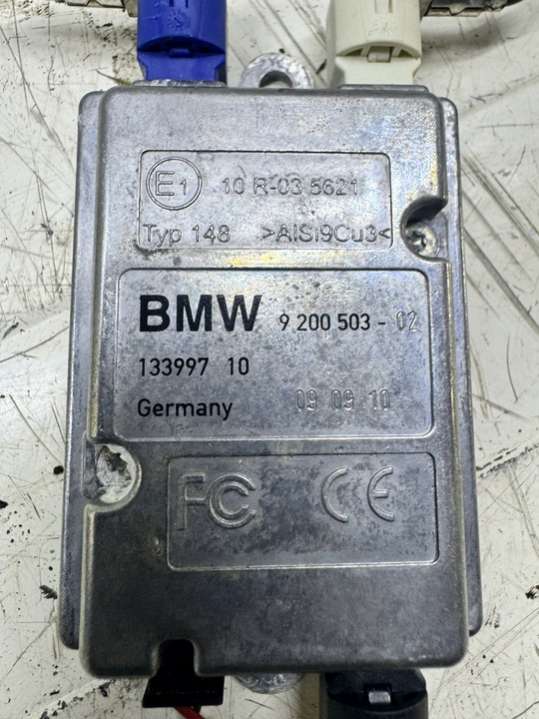 E1 10 R-03 5621
Typ 148 >AlSi9Cu3<
BMW 9 200 503 - 02
133997 10
Germany 09 09 10
FC CE